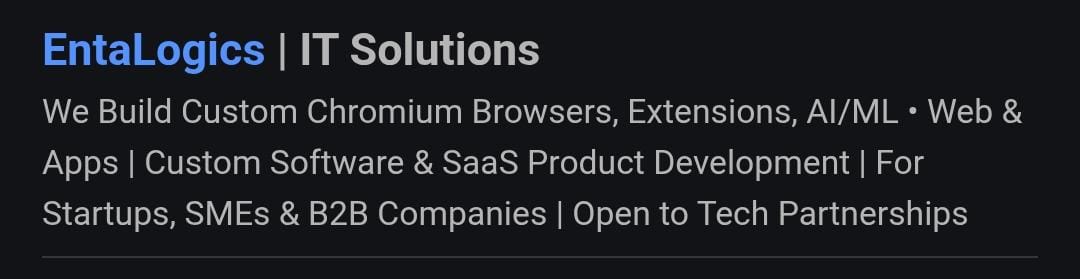 EntaLogics | IT Solutions
We Build Custom Chromium Browsers, Extensions, AI/ML • Web &
Apps | Custom Software & SaaS Product Development | For
Startups, SMEs & B2B Companies | Open to Tech Partnerships